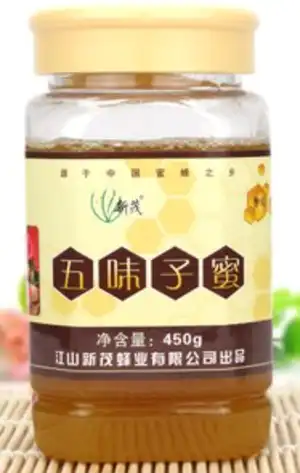 源于中国蜜蜂之乡
新茂
五味子蜜
净含量：450g
江山新茂蜂业有限公司出品